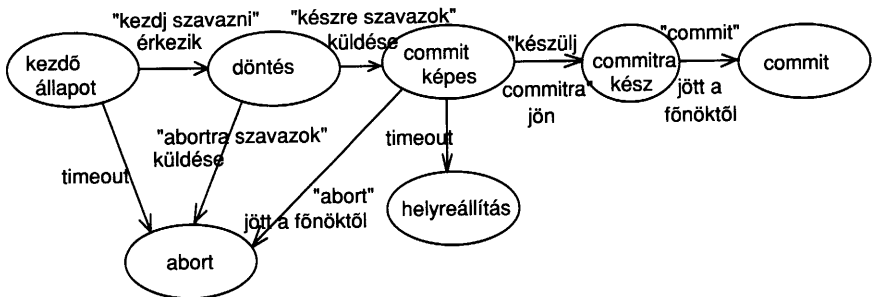 "kezdj szavazni"
érkezik
"készre szavazok"
küldése
kezdő
állapot
döntés
commit
képes
"készülj
commitra"
jön
commitra
kész
"commit"
jött a
főnöktől
commit
"abortra szavazok"
küldése
timeout
timeout
"abort"
jött a főnöktől
helyreállítás
abort